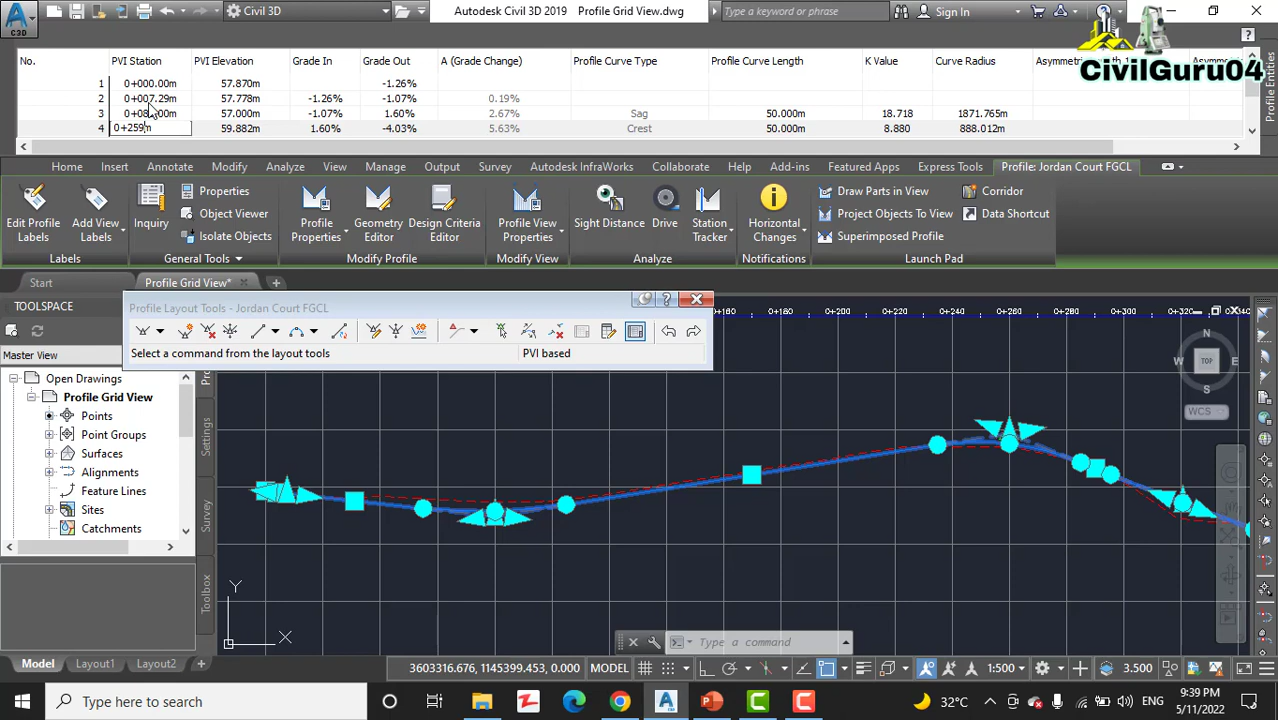 Autodesk Civil 3D 2019 Profile Grid View.dwg
Civil 3D
Type a keyword or phrase
Sign In
CivilGuru04
No. PVI Station PVI Elevation Grade In Grade Out A (Grade Change) Profile Curve Type Profile Curve Length K Value Curve Radius
1 0+000.00m 57.870m -1.26%
2 0+007.29m 57.778m -1.26% -1.07% 0.19%
3 57.000m -1.07% 1.60% 2.67% Sag 50.000m 18.718 1871.765m
4 0+259m 59.882m 1.60% -4.03% 5.63% Crest 50.000m 8.880 888.012m
Profile Entities
Home Insert Annotate Modify Analyze View Manage Output Survey Autodesk InfraWorks Collaborate Help Add-ins Featured Apps Express Tools Profile: Jordan Court FGCL
Edit Profile Labels
Add View Labels
Labels
Inquiry
Properties
Object Viewer
Isolate Objects
General Tools
Profile Properties
Geometry Editor
Design Criteria Editor
Modify Profile
Profile View Properties
Modify View
Sight Distance
Drive
Station Tracker
Analyze
Horizontal Changes
Notifications
Draw Parts in View
Project Objects To View
Superimposed Profile
Corridor
Data Shortcut
Launch Pad
Start
Profile Grid View*
TOOLSPACE
Master View
Open Drawings
Profile Grid View
Points
Point Groups
Surfaces
Alignments
Feature Lines
Sites
Catchments
Settings
Survey
Toolbox
Profile Layout Tools - Jordan Court FGCL
Select a command from the layout tools
PVI based
0+180 0+200 0+220 0+240 0+260 0+280 0+300 0+320
N
W TOP E
S
WCS
Y
X
Type a command
Model Layout1 Layout2
3603316.676, 1145399.453, 0.000 MODEL
1:500
3.500
Type here to search
32°C
ENG
9:39 PM
5/11/2022